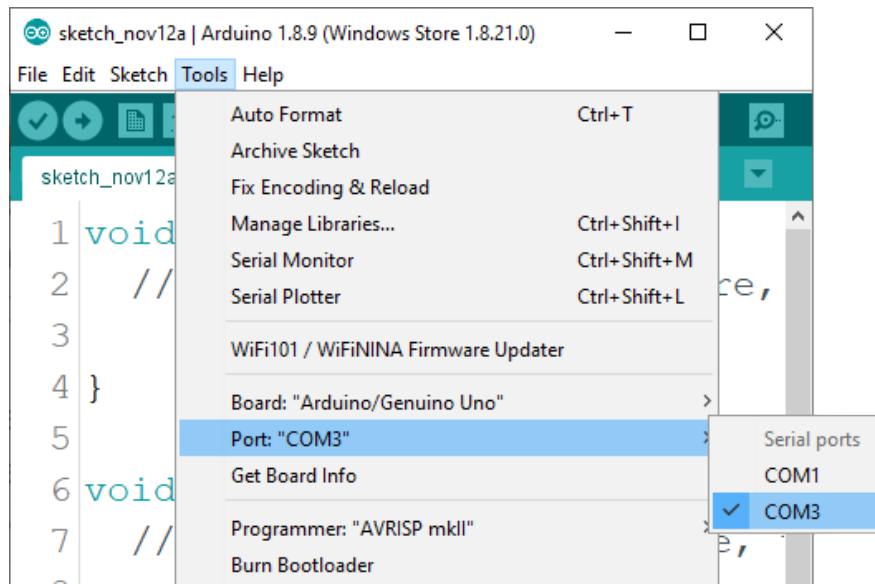 sketch_nov12a | Arduino 1.8.9 (Windows Store 1.8.21.0)
File Edit Sketch Tools Help
sketch_nov12a
Auto Format Ctrl+T
Archive Sketch
Fix Encoding & Reload
Manage Libraries... Ctrl+Shift+I
Serial Monitor Ctrl+Shift+M
Serial Plotter Ctrl+Shift+L
WiFi101 / WiFiNINA Firmware Updater
Board: "Arduino/Genuino Uno"
Port: "COM3"
Get Board Info
Programmer: "AVRISP mkII"
Burn Bootloader
Serial ports
COM1
COM3
1 void
2 // re,
3
4 }
5
6 void
7 // e,